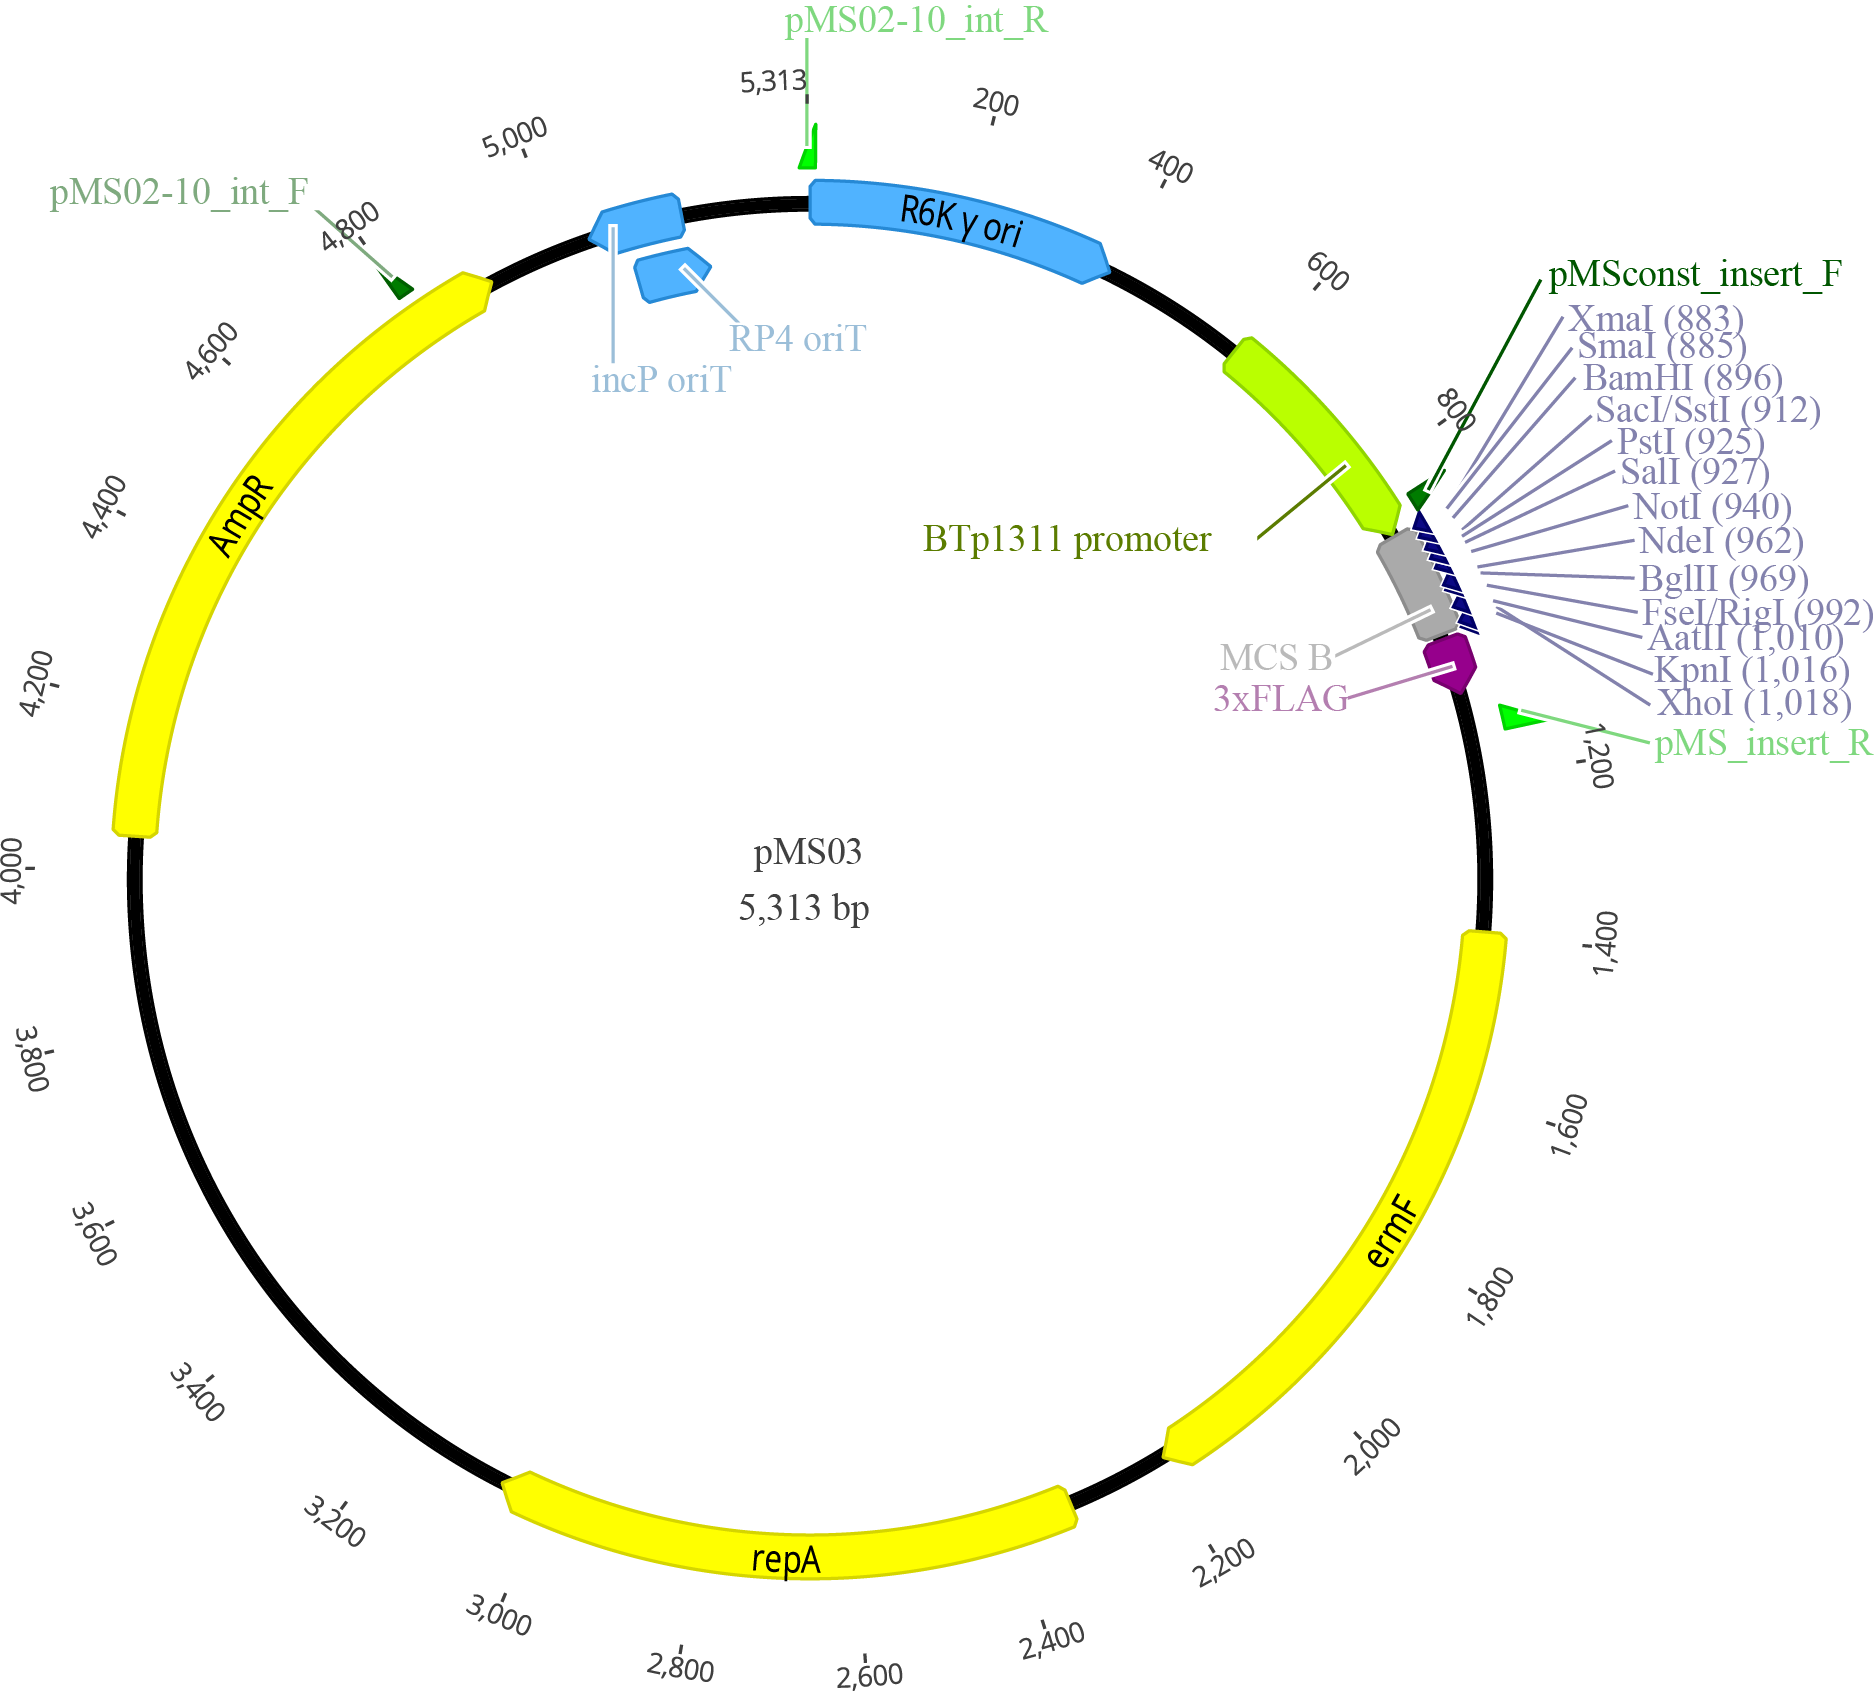 pMS02-10_int_R
5,313
200
400
600
800
pMSconst_insert_F
XmaI (883)
SmaI (885)
BamHI (896)
SacI/SstI (912)
PstI (925)
SalI (927)
NotI (940)
NdeI (962)
BglII (969)
FseI/RigI (992)
AatII (1,010)
KpnI (1,016)
XhoI (1,018)
pMS_insert_R
1,200
1,400
1,600
1,800
2,000
2,200
2,400
2,600
2,800
3,000
3,200
3,400
3,600
3,800
4,000
4,200
4,400
4,600
4,800
5,000
pMS02-10_int_F
R6K γ ori
RP4 oriT
incP oriT
BTp1311 promoter
MCS B
3xFLAG
AmpR
ermF
repA
pMS03
5,313 bp